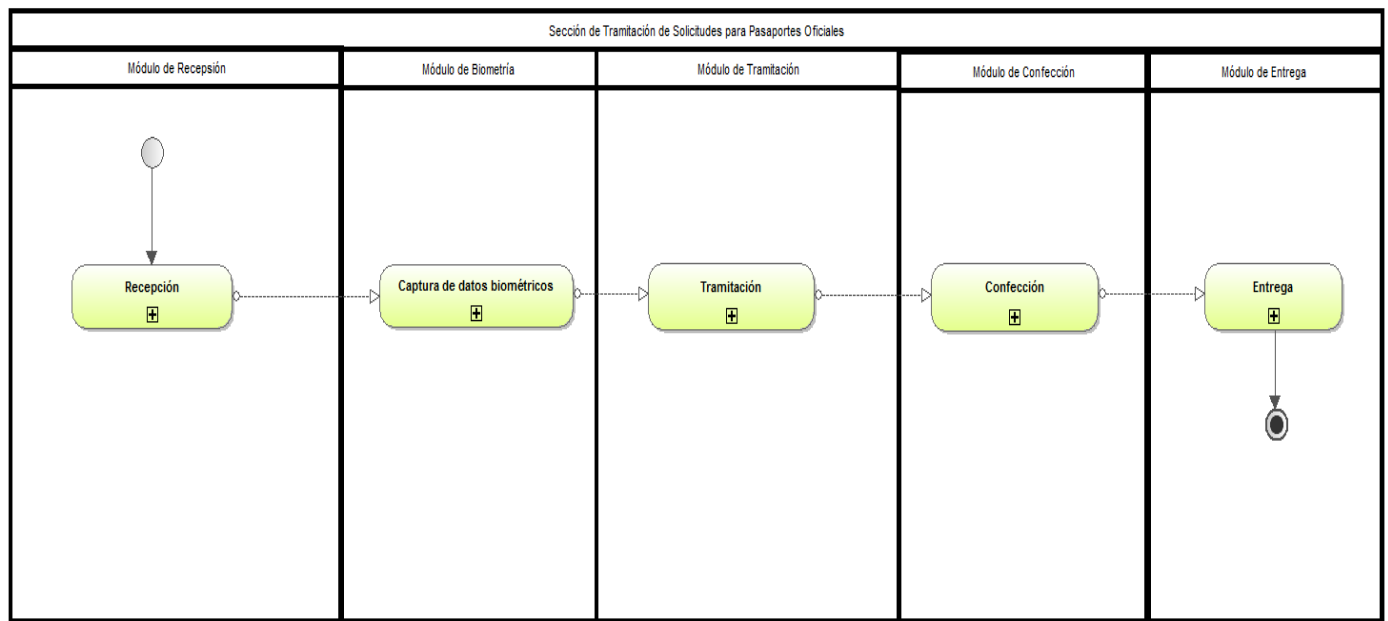 Sección de Tramitación de Solicitudes para Pasaportes Oficiales
Módulo de Recepsión
Módulo de Biometría
Módulo de Tramitación
Módulo de Confección
Módulo de Entrega
Recepción
Captura de datos biométricos
Tramitación
Confección
Entrega